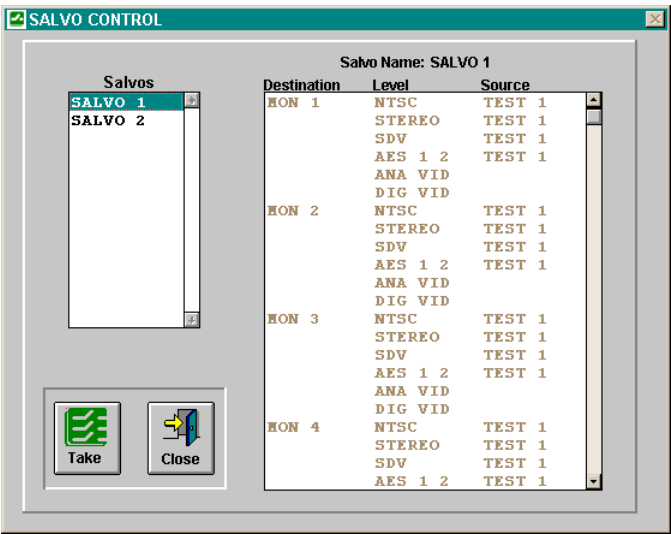 SALVO CONTROL
Salvo Name: SALVO 1
Salvos
SALVO 1
SALVO 2
Destination Level Source
MON 1 NTSC TEST 1
STEREO TEST 1
SDV TEST 1
AES 1 2 TEST 1
ANA VID
DIG VID
MON 2 NTSC TEST 1
STEREO TEST 1
SDV TEST 1
AES 1 2 TEST 1
ANA VID
DIG VID
MON 3 NTSC TEST 1
STEREO TEST 1
SDV TEST 1
AES 1 2 TEST 1
ANA VID
DIG VID
MON 4 NTSC TEST 1
STEREO TEST 1
SDV TEST 1
AES 1 2 TEST 1
Take
Close